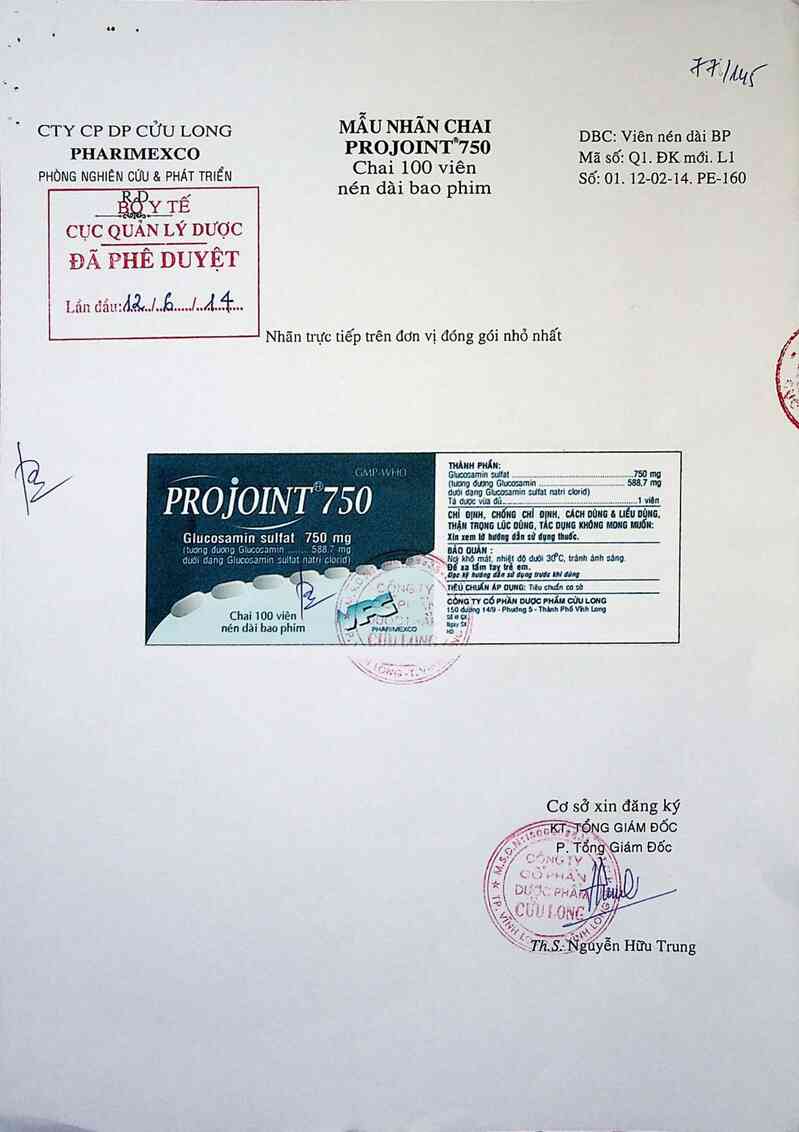 77/145
CTY CP DP CỬU LONG
PHARIMEXCO
PHÒNG NGHIÊN CỨU & PHÁT TRIỂN
R.D
MẪU NHÃN CHAI
PROJOINT®750
Chai 100 viên
nén dài bao phim
DBC: Viên nén dài BP
Mã số: Q1. ĐK mới. L1
Số: 01. 12-02-14. PE-160
BỘ Y TẾ
CỤC QUẢN LÝ DƯỢC
ĐÃ PHÊ DUYỆT
Lần đầu:12/6/14
Nhãn trực tiếp trên đơn vị đóng gói nhỏ nhất
GMP-WHO
PROJOINT® 750
Glucosamin sulfat 750 mg
(tương đương Glucosamin ........ 588,7 mg
dưới dạng Glucosamin sulfat natri clorid)
Chai 100 viên
nén dài bao phim
VPC
PHARIMEXCO
THÀNH PHẦN:
Glucosamin sulfat ........ 750 mg
(tương đương Glucosamin ........ 588,7 mg
dưới dạng Glucosamin sulfat natri clorid)
Tá dược vừa đủ........ 1 viên
CHỈ ĐỊNH, CHỐNG CHỈ ĐỊNH, CÁCH DÙNG & LIỀU DÙNG,
THẬN TRỌNG LÚC DÙNG, TÁC DỤNG KHÔNG MONG MUỐN:
Xin xem tờ hướng dẫn sử dụng thuốc.
BẢO QUẢN :
Nơi khô mát, nhiệt độ dưới 30°C, tránh ánh sáng.
Để xa tầm tay trẻ em.
Đọc kỹ hướng dẫn sử dụng trước khi dùng
TIÊU CHUẨN ÁP DỤNG: Tiêu chuẩn cơ sở
CÔNG TY CỔ PHẦN DƯỢC PHẨM CỬU LONG
150 đường 14/9 - Phường 5 - Thành Phố Vĩnh Long
Cơ sở xin đăng ký
KT. TỔNG GIÁM ĐỐC
P. Tổng Giám Đốc
CÔNG TY
CỔ PHẦN
DƯỢC PHẨM
CỬU LONG
Th.S. Nguyễn Hữu Trung